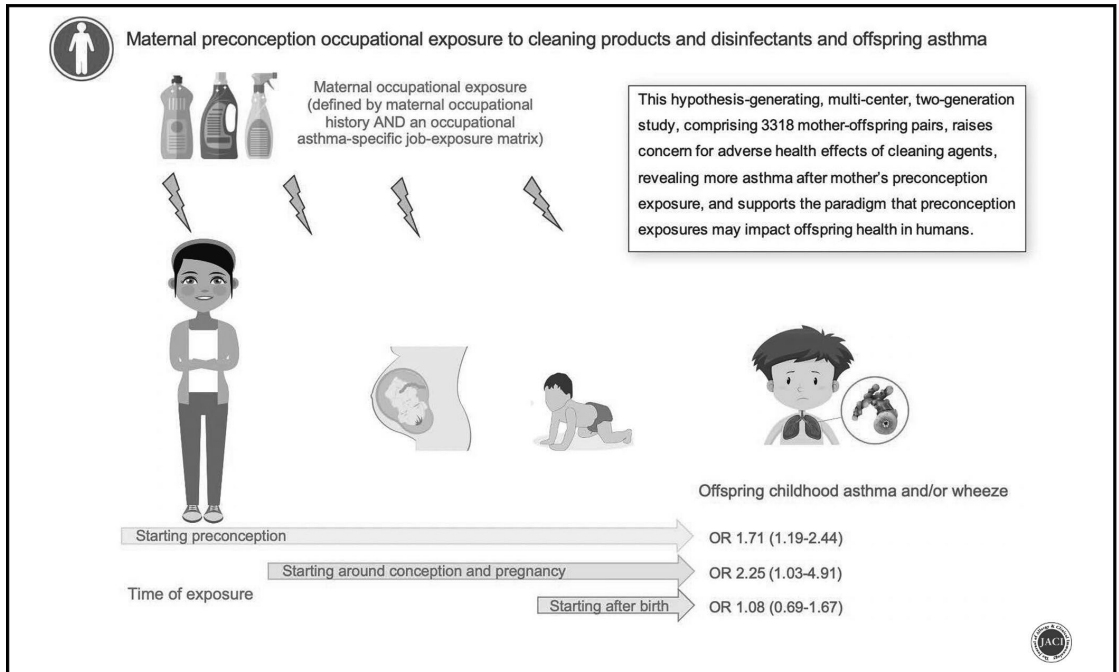 Maternal preconception occupational exposure to cleaning products and disinfectants and offspring asthma
Maternal occupational exposure
(defined by maternal occupational
history AND an occupational
asthma-specific job-exposure matrix)
This hypothesis-generating, multi-center, two-generation
study, comprising 3318 mother-offspring pairs, raises
concern for adverse health effects of cleaning agents,
revealing more asthma after mother's preconception
exposure, and supports the paradigm that preconception
exposures may impact offspring health in humans.
Offspring childhood asthma and/or wheeze
Starting preconception
OR 1.71 (1.19-2.44)
Starting around conception and pregnancy
OR 2.25 (1.03-4.91)
Time of exposure
Starting after birth
OR 1.08 (0.69-1.67)
JACI